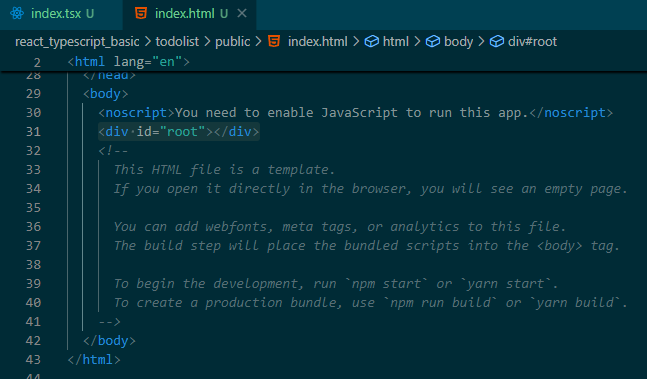 index.tsx U index.html U ×
react_typescript_basic > todolist > public > index.html > html > body > div#root
2 <html lang="en">
28 </head>
29 <body>
30 <noscript>You need to enable JavaScript to run this app.</noscript>
31 <div·id="root"></div>
32 <!--
33 This HTML file is a template.
34 If you open it directly in the browser, you will see an empty page.
35
36 You can add webfonts, meta tags, or analytics to this file.
37 The build step will place the bundled scripts into the <body> tag.
38
39 To begin the development, run `npm start` or `yarn start`.
40 To create a production bundle, use `npm run build` or `yarn build`.
41 -->
42 </body>
43 </html>
44